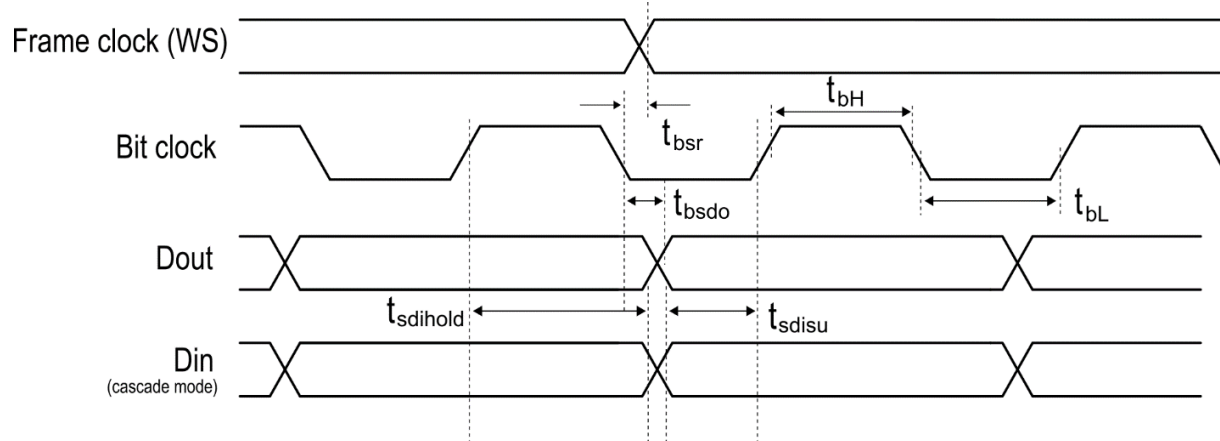 Frame clock (WS)
t_bH
t_bsr
Bit clock
t_bsdo
t_bL
Dout
t_sdihold
t_sdisu
Din
(cascade mode)